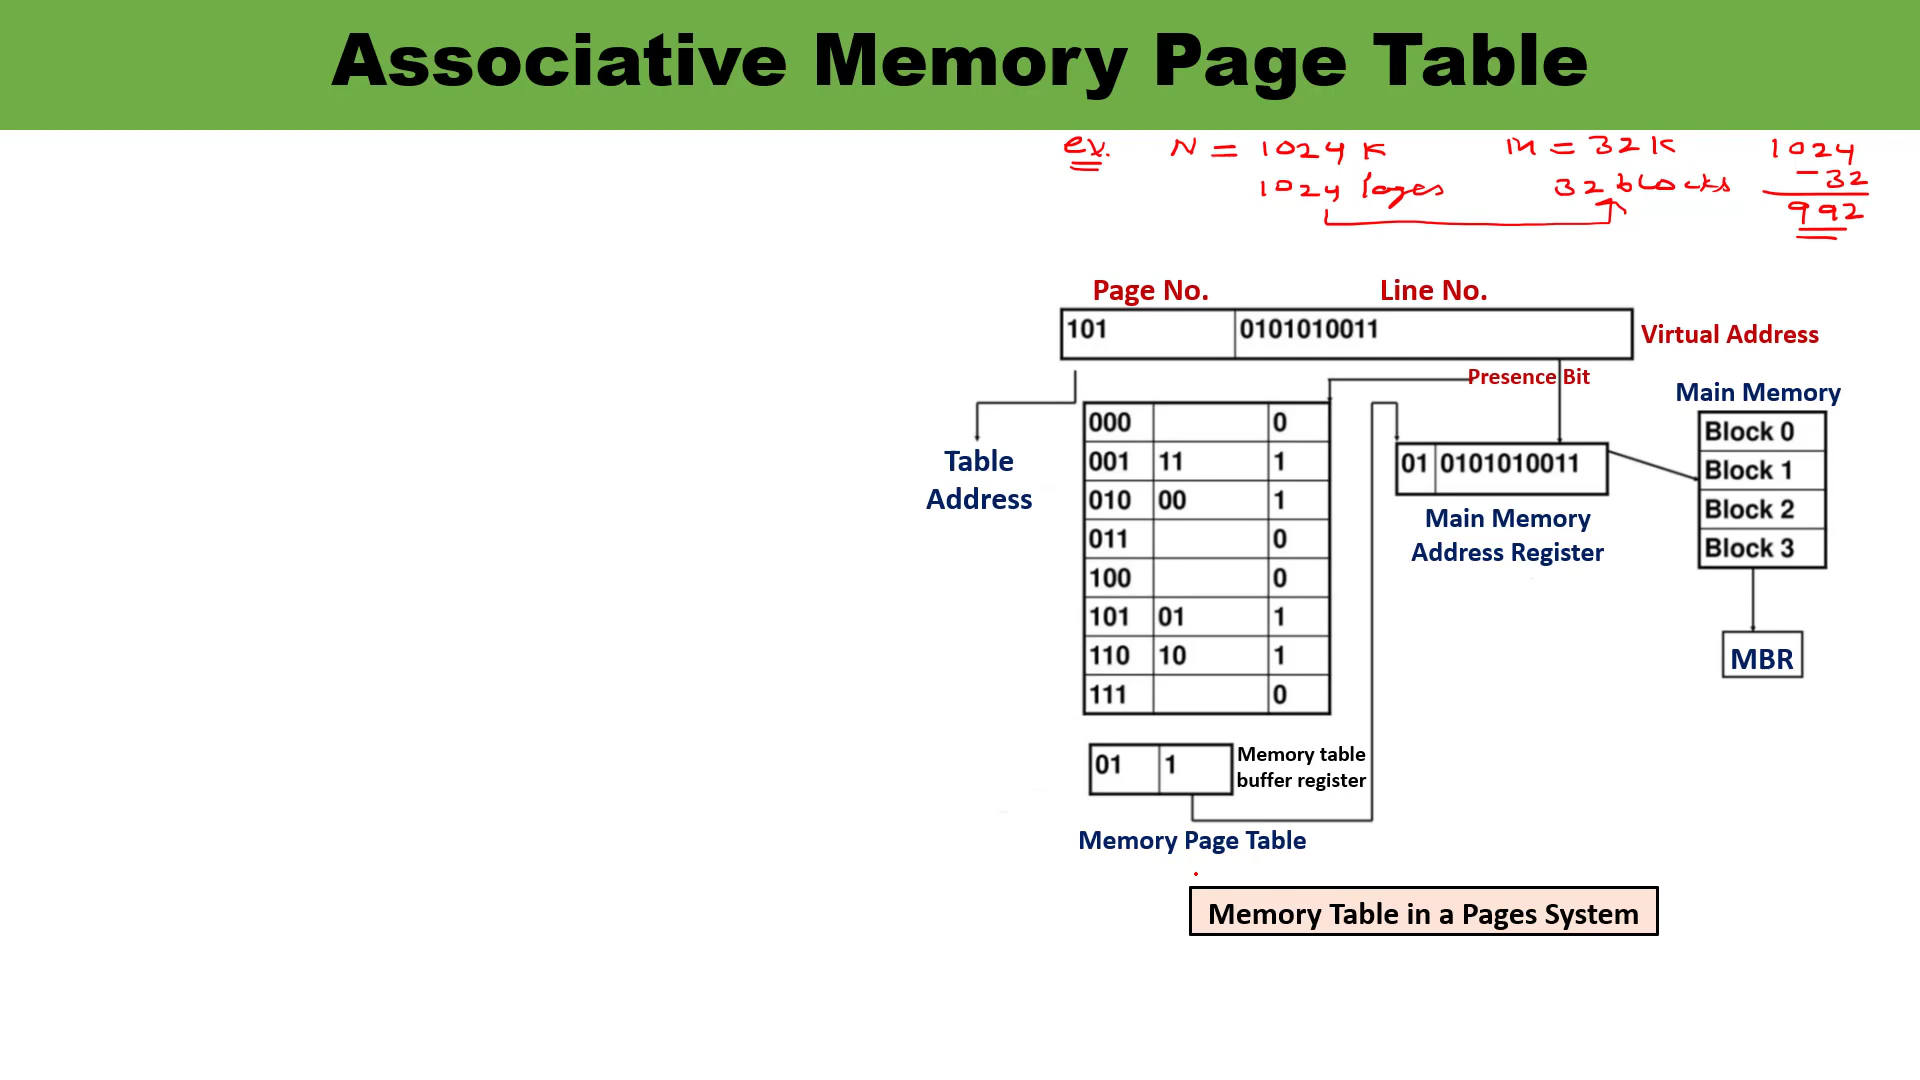 Associative Memory Page Table
ex. N = 1024 K M = 32 K 1024
1024 Pages 32 blocks - 32
992
Page No. Line No.
101 0101010011 Virtual Address
Presence Bit
Main Memory
000 0
001 11 1
010 00 1
011 0
100 0
101 01 1
110 10 1
111 0
Table
Address
01 0101010011
Main Memory
Address Register
Block 0
Block 1
Block 2
Block 3
MBR
01 1
Memory table
buffer register
Memory Page Table
Memory Table in a Pages System